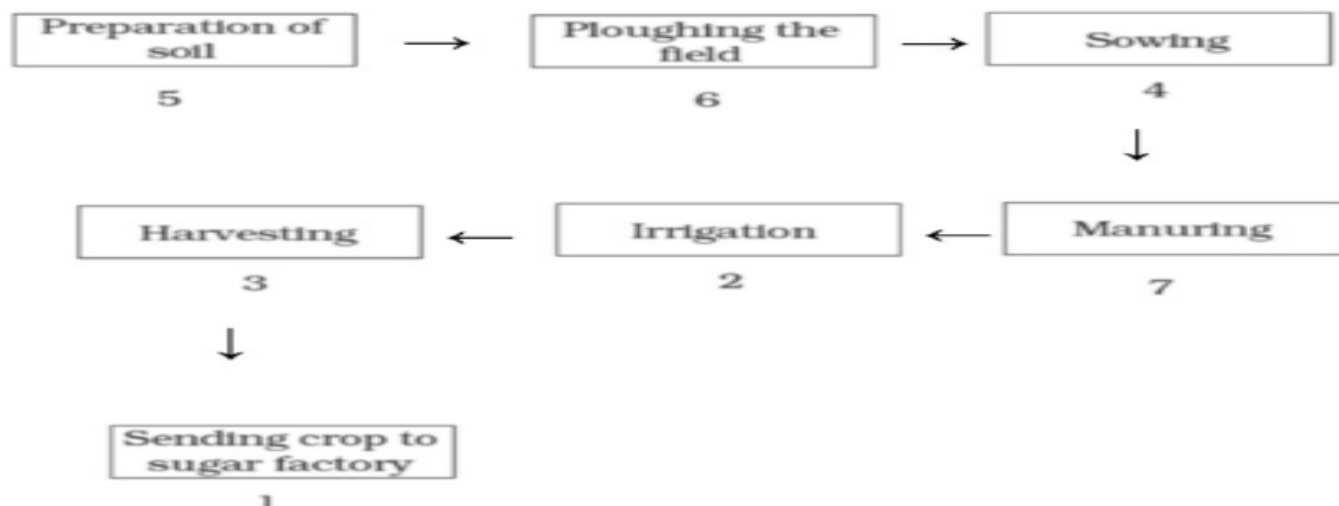 Preparation of
soil
5
Ploughing the
field
6
Sowing
4
Manuring
7
Irrigation
2
Harvesting
3
Sending crop to
sugar factory
1